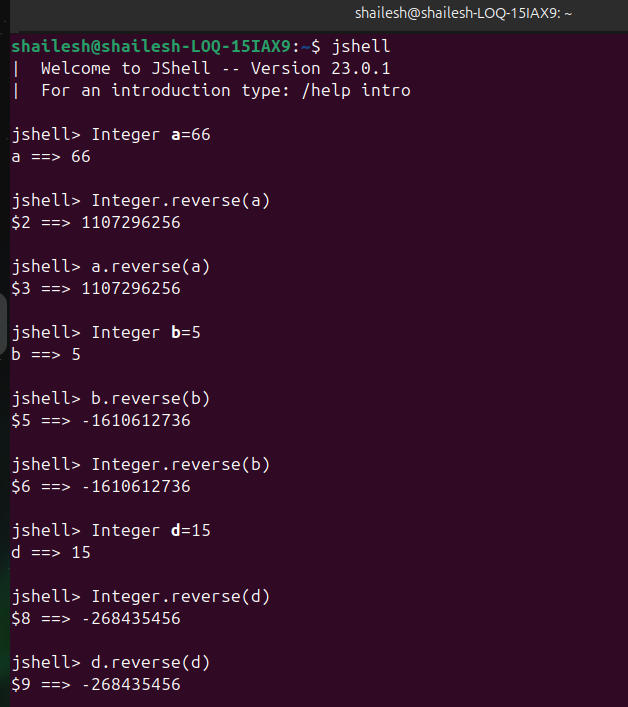 shailesh@shailesh-LOQ-15IAX9: ~
shailesh@shailesh-LOQ-15IAX9:~$ jshell
|  Welcome to JShell -- Version 23.0.1
|  For an introduction type: /help intro
jshell> Integer a=66
a ==> 66
jshell> Integer.reverse(a)
$2 ==> 1107296256
jshell> a.reverse(a)
$3 ==> 1107296256
jshell> Integer b=5
b ==> 5
jshell> b.reverse(b)
$5 ==> -1610612736
jshell> Integer.reverse(b)
$6 ==> -1610612736
jshell> Integer d=15
d ==> 15
jshell> Integer.reverse(d)
$8 ==> -268435456
jshell> d.reverse(d)
$9 ==> -268435456